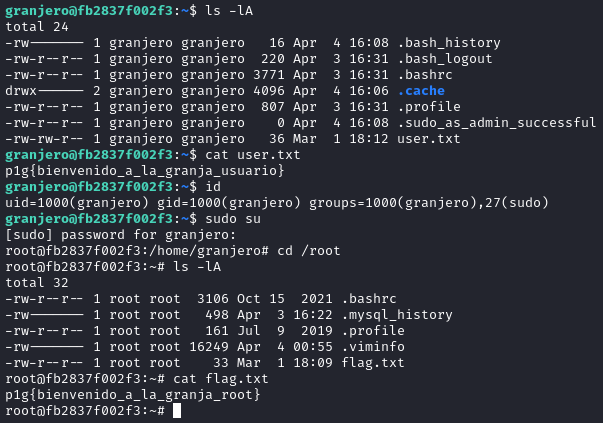 granjero@fb2837f002f3:~$ ls -lA
total 24
-rw------- 1 granjero granjero   16 Apr  4 16:08 .bash_history
-rw-r--r-- 1 granjero granjero  220 Apr  3 16:31 .bash_logout
-rw-r--r-- 1 granjero granjero 3771 Apr  3 16:31 .bashrc
drwx------ 2 granjero granjero 4096 Apr  4 16:06 .cache
-rw-r--r-- 1 granjero granjero  807 Apr  3 16:31 .profile
-rw-r--r-- 1 granjero granjero    0 Apr  4 16:08 .sudo_as_admin_successful
-rw-rw-r-- 1 granjero granjero   36 Mar  1 18:12 user.txt
granjero@fb2837f002f3:~$ cat user.txt
p1g{bienvenido_a_la_granja_usuario}
granjero@fb2837f002f3:~$ id
uid=1000(granjero) gid=1000(granjero) groups=1000(granjero),27(sudo)
granjero@fb2837f002f3:~$ sudo su
[sudo] password for granjero:
root@fb2837f002f3:/home/granjero# cd /root
root@fb2837f002f3:~# ls -lA
total 32
-rw-r--r-- 1 root root  3106 Oct 15  2021 .bashrc
-rw------- 1 root root   498 Apr  3 16:22 .mysql_history
-rw-r--r-- 1 root root   161 Jul  9  2019 .profile
-rw------- 1 root root 16249 Apr  4 00:55 .viminfo
-rw-r--r-- 1 root root    33 Mar  1 18:09 flag.txt
root@fb2837f002f3:~# cat flag.txt
p1g{bienvenido_a_la_granja_root}
root@fb2837f002f3:~#